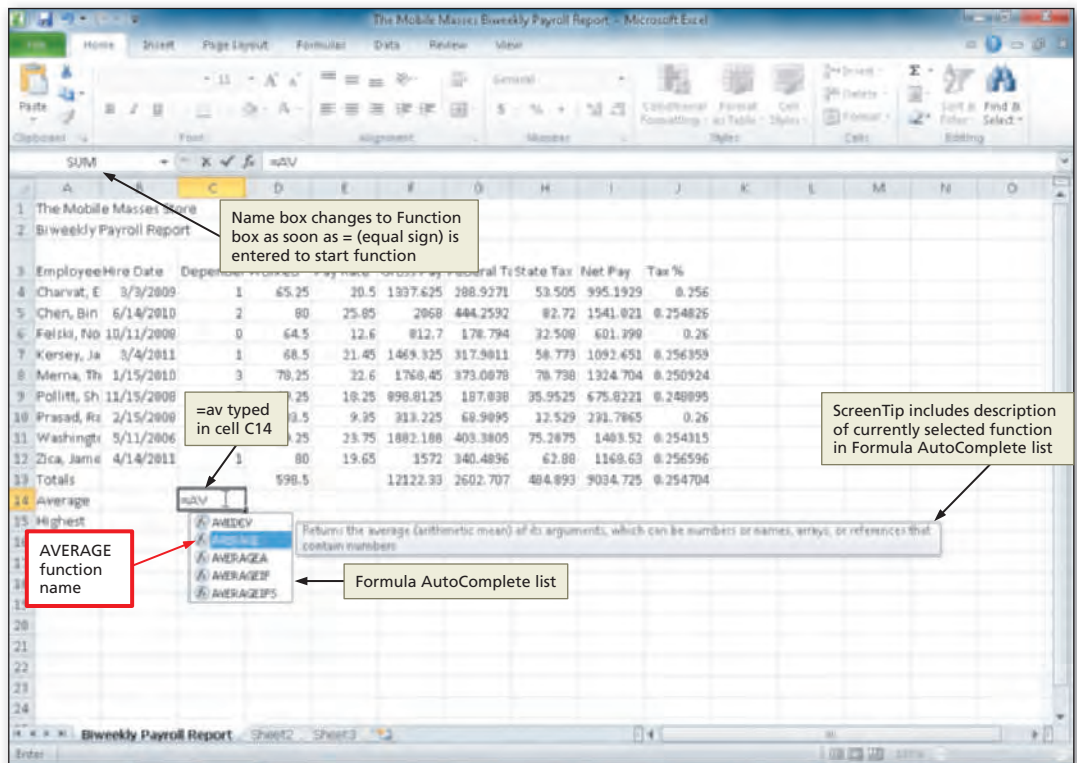 The Mobile Masses Biweekly Payroll Report - Microsoft Excel
File Home Insert Page Layout Formulas Data Review View
11 A A General Insert Σ
Paste B I U A $ % Conditional Formatting Format as Table Cell Styles Delete Format Sort & Filter Find & Select
Clipboard Font Alignment Number Styles Cells Editing
SUM fx =AV
A B C D E F G H I J K L M N O
1 The Mobile Masses Store
2 Biweekly Payroll Report
Name box changes to Function
box as soon as = (equal sign) is
entered to start function
3 Employee Hire Date State Tax Net Pay Tax %
4 Charvat, E 3/3/2009 1 65.25 20.5 1337.625 288.9271 53.505 995.1929 0.256
5 Chen, Bin 6/14/2010 2 80 25.85 2068 444.2592 82.72 1541.021 0.254826
6 Felski, No 10/11/2008 0 64.5 12.6 812.7 178.794 32.508 601.398 0.26
7 Kersey, Ja 3/4/2011 1 68.5 21.45 1469.325 317.9011 58.773 1092.651 0.256359
8 Merna, Th 1/15/2010 3 78.25 22.6 1768.45 373.0078 70.738 1324.704 0.250924
9 Pollitt, Sh 11/15/2008 .25 18.25 898.8125 187.038 35.9525 675.8221 0.248095
10 Prasad, Ra 2/15/2008 3.5 9.35 313.225 68.9095 12.529 231.7865 0.26
11 Washingto 5/11/2006 .25 23.75 1882.188 403.3805 75.2875 1403.52 0.254315
12 Zica, Jame 4/14/2011 1 80 19.65 1572 340.4896 62.88 1168.63 0.256596
13 Totals 598.5 12122.33 2602.707 484.893 9034.725 0.254704
14 Average =AV
15 Highest
=av typed
in cell C14
ScreenTip includes description
of currently selected function
in Formula AutoComplete list
AVEDEV
AVERAGE
AVERAGEA
AVERAGEIF
AVERAGEIFS
Returns the average (arithmetic mean) of its arguments, which can be numbers or names, arrays, or references that
contain numbers
AVERAGE
function
name
Formula AutoComplete list
20
21
22
23
24
Biweekly Payroll Report Sheet2 Sheet3
Enter